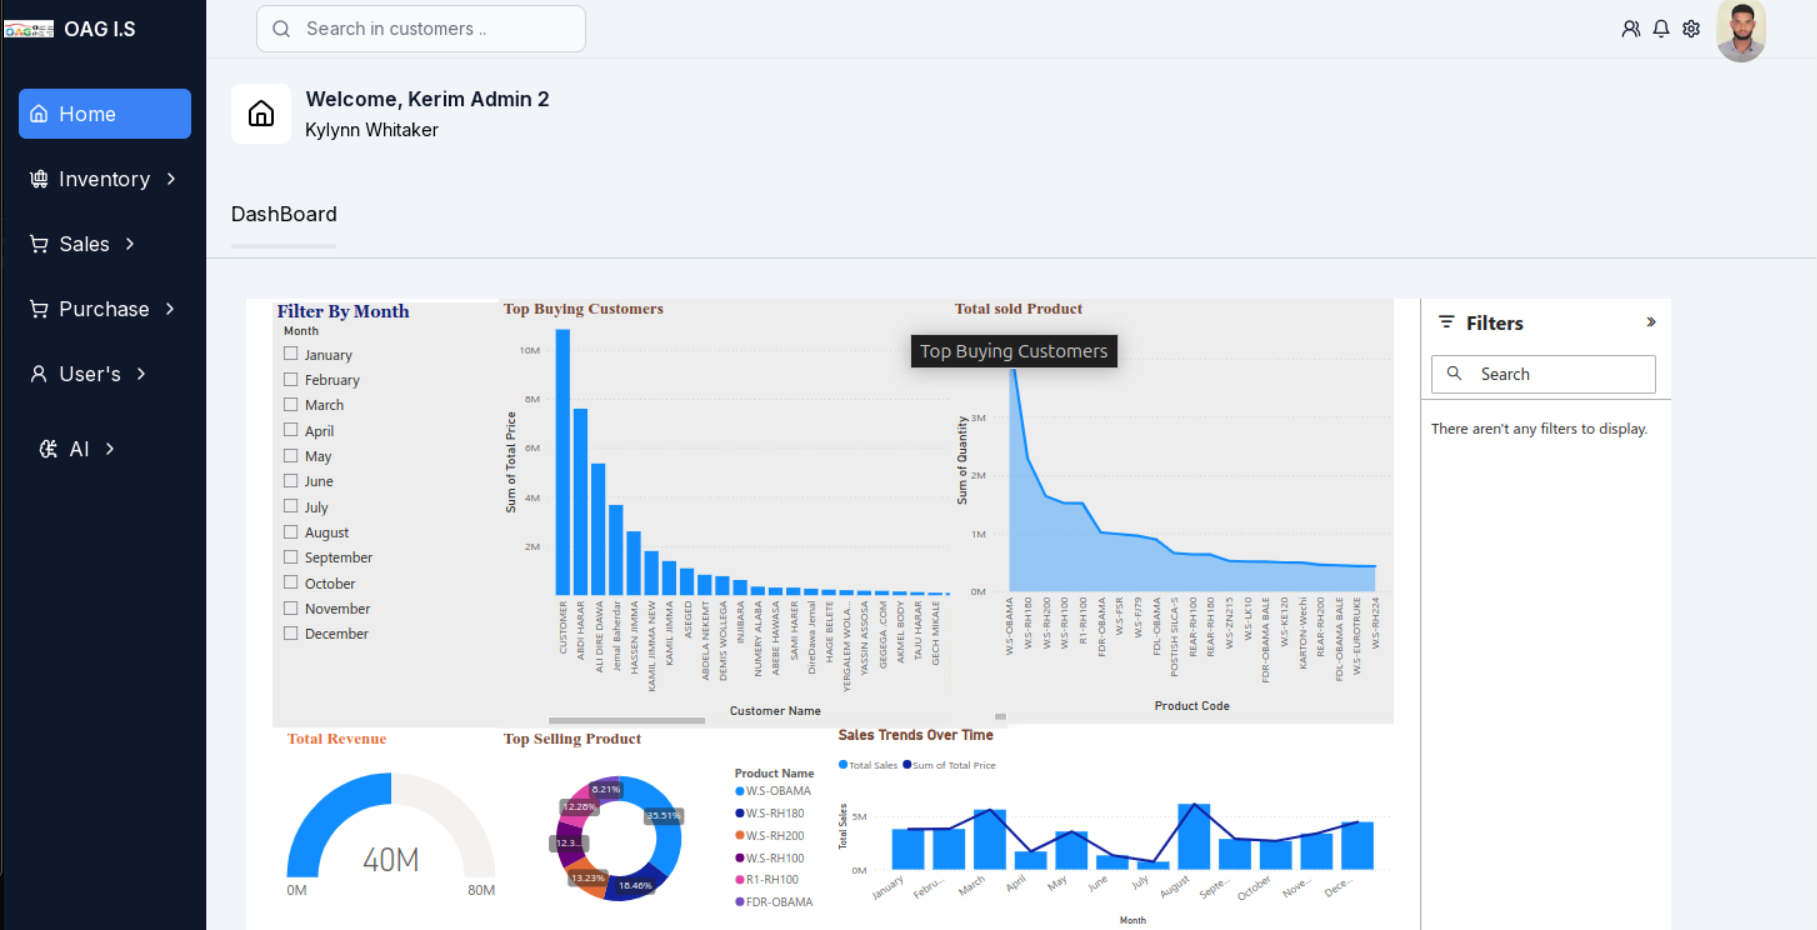 OAG I.S
Search in customers ..
Home
Inventory
Sales
Purchase
User's
AI
Welcome, Kerim Admin 2
Kylynn Whitaker
DashBoard
Filter By Month
Month
January
February
March
April
May
June
July
August
September
October
November
December
Top Buying Customers
Sum of Total Price
10M
8M
6M
4M
2M
CUSTOMER
ABDI HARAR
ALI DIRE DAWA
Jemal Baherdar
HASSEN JIMMA
KAMIL JIMMA NEW
KAMIL JIMMA
ASEGED
ABDELA NEKEMT
DEMIS WOLLEGA
INJIBARA
NUMERY ALABA
ABEBE HAWASA
SAMI HARER
DireDawa Jemal
HAGE BELETE
YERGALEM WOLA...
YASSIN ASSOSA
GEGEGA .COM
AKMEL BODY
TAJU HARAR
GECH MIKALE
Customer Name
Total sold Product
Top Buying Customers
Sum of Quantity
3M
2M
1M
0M
W.S-OBAMA
W.S-RH180
W.S-RH200
W.S-RH100
R1-RH100
FDR-OBAMA
W.S-FSR
W.S-FJ79
FDL-OBAMA
POSTISH SILCA-S
REAR-RH100
REAR-RH180
W.S-ZN215
W.S-LK10
FDR-OBAMA BALE
W.S-KE120
KARTON-Wechi
REAR-RH200
FDL-OBAMA BALE
W.S-EUROTRUKE
W.S-RH224
Product Code
Filters
Search
There aren't any filters to display.
Total Revenue
40M
0M
80M
Top Selling Product
8.21%
12.28%
35.51%
12.3...
13.23%
18.46%
Product Name
W.S-OBAMA
W.S-RH180
W.S-RH200
W.S-RH100
R1-RH100
FDR-OBAMA
Sales Trends Over Time
Total Sales Sum of Total Price
Total Sales
5M
0M
January
Febru...
March
April
May
June
July
August
Septe...
October
Nove...
Dece...
Month